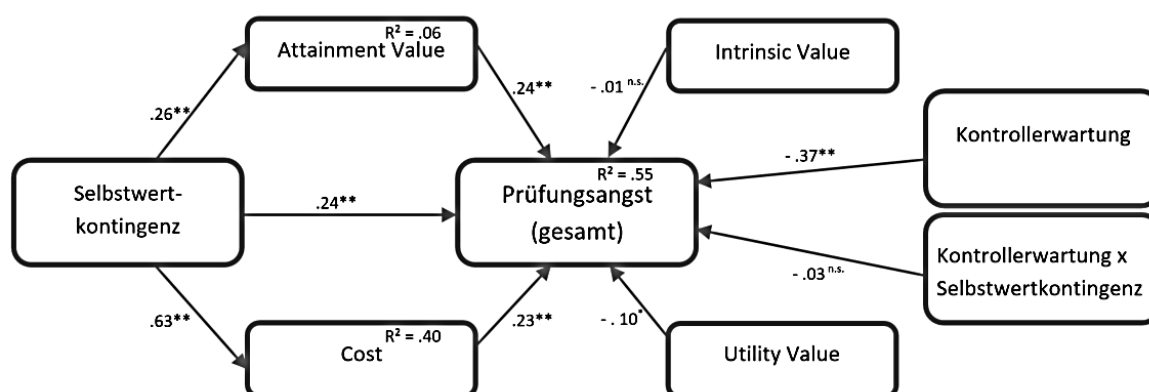 R² = .06
Attainment Value
Intrinsic Value
.26**
.24**
- .01 n.s.
Kontrollerwartung
- .37**
Selbstwert-
kontingenz
.24**
R² = .55
Prüfungsangst
(gesamt)
- .03 n.s.
Kontrollerwartung x
Selbstwertkontingenz
.63**
R² = .40
Cost
.23**
- . 10*
Utility Value